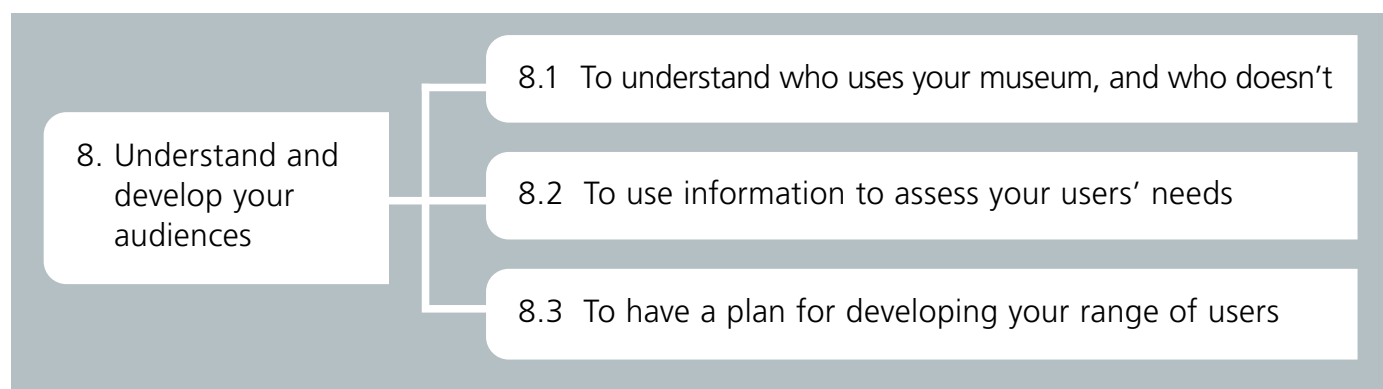 8. Understand and
develop your
audiences
8.1 To understand who uses your museum, and who doesn’t
8.2 To use information to assess your users’ needs
8.3 To have a plan for developing your range of users